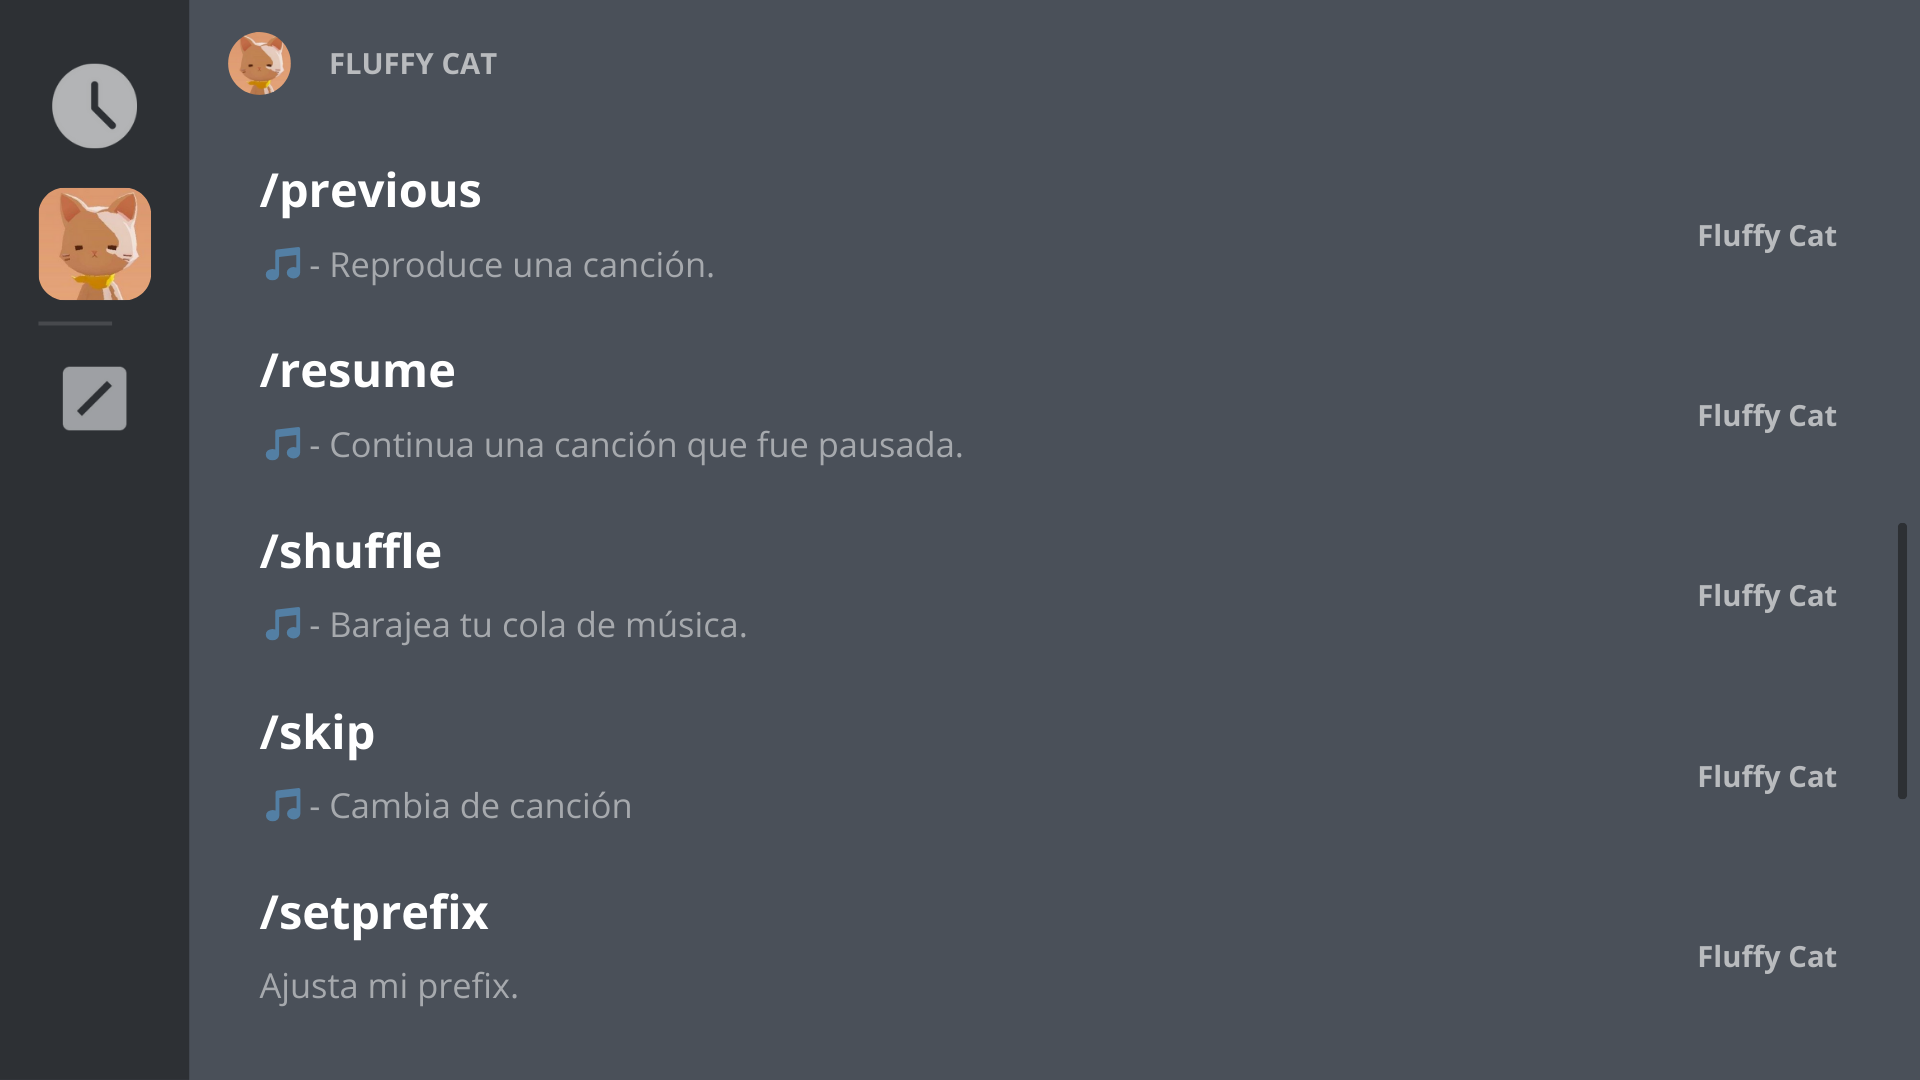 FLUFFY CAT
/previous
🎵 - Reproduce una canción.
Fluffy Cat
/resume
🎵 - Continua una canción que fue pausada.
Fluffy Cat
/shuffle
🎵 - Barajea tu cola de música.
Fluffy Cat
/skip
🎵 - Cambia de canción
Fluffy Cat
/setprefix
Ajusta mi prefix.
Fluffy Cat